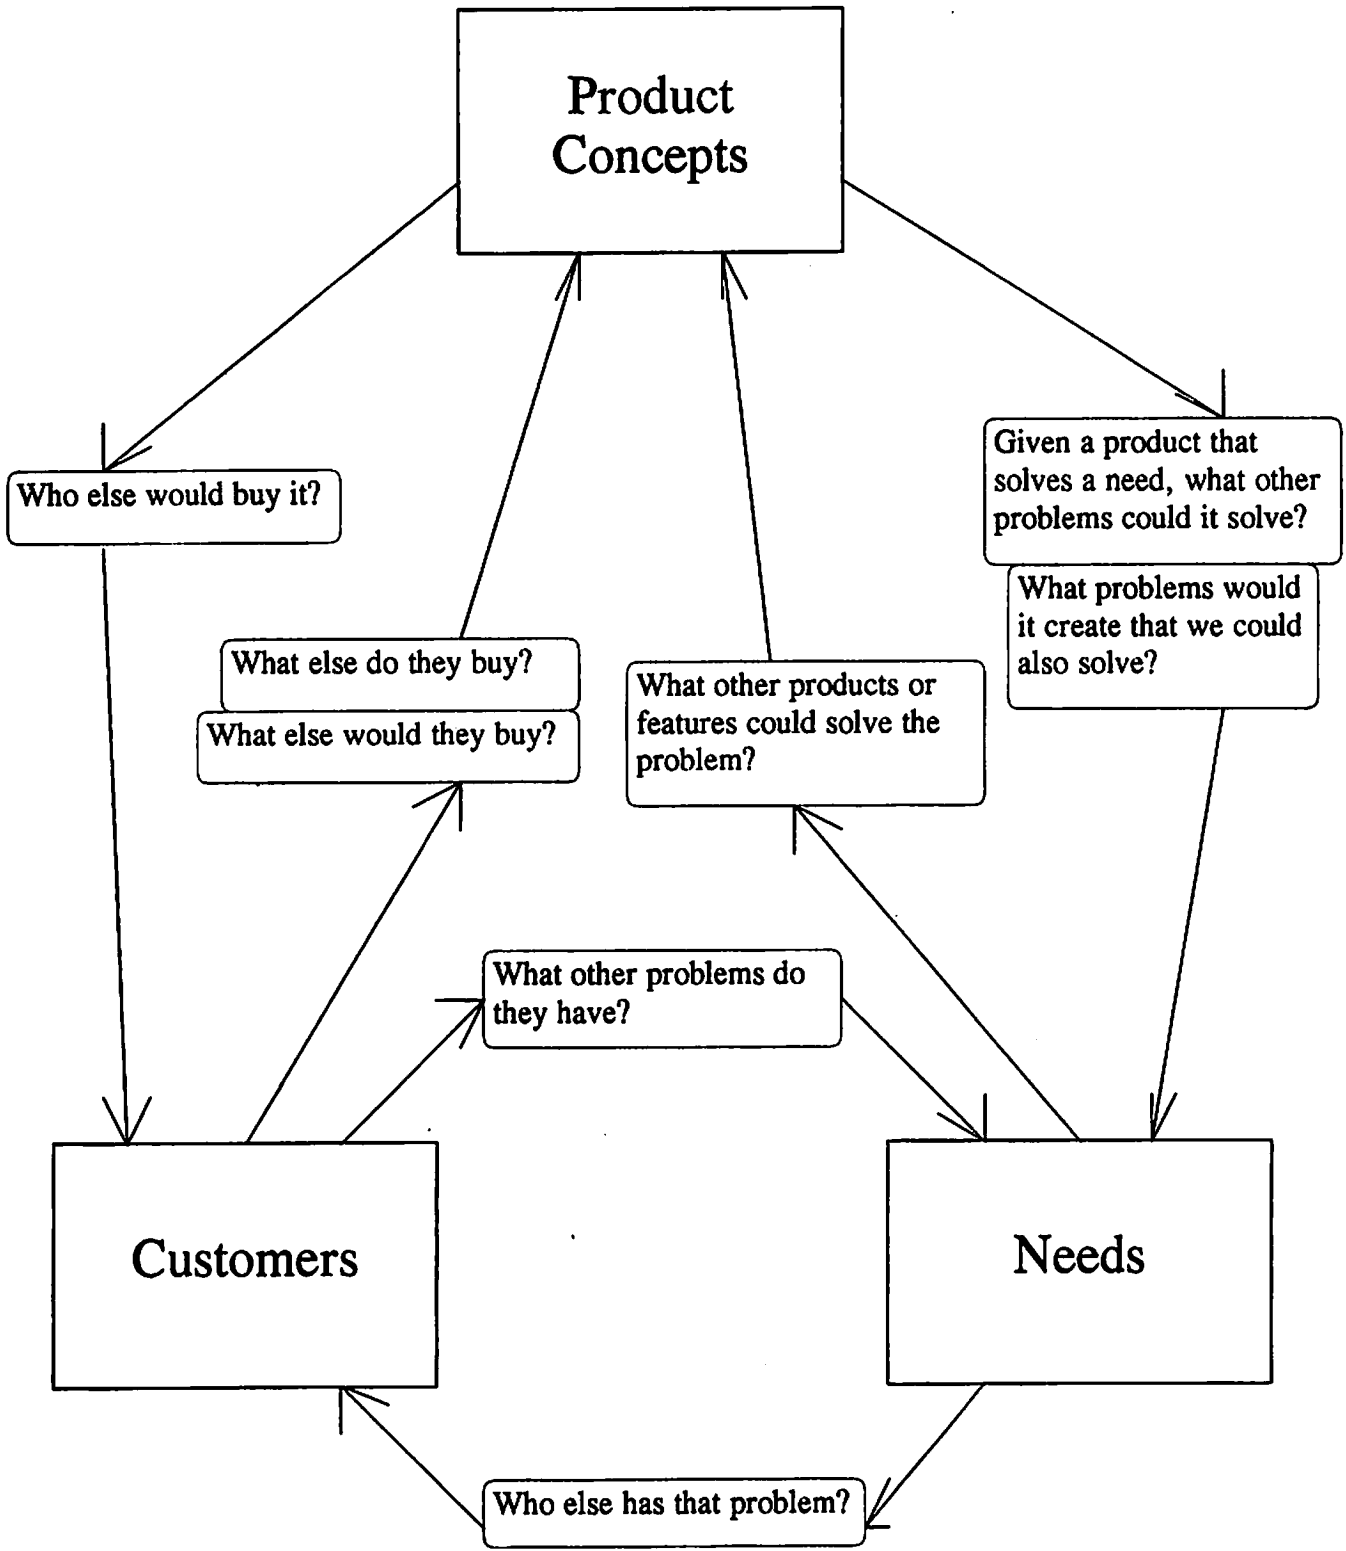 Product
Concepts
Given a product that
solves a need, what other
problems could it solve?
Who else would buy it?
What problems would
it create that we could
also solve?
What else do they buy?
What else would they buy?
What other products or
features could solve the
problem?
What other problems do
they have?
Customers
Needs
Who else has that problem?